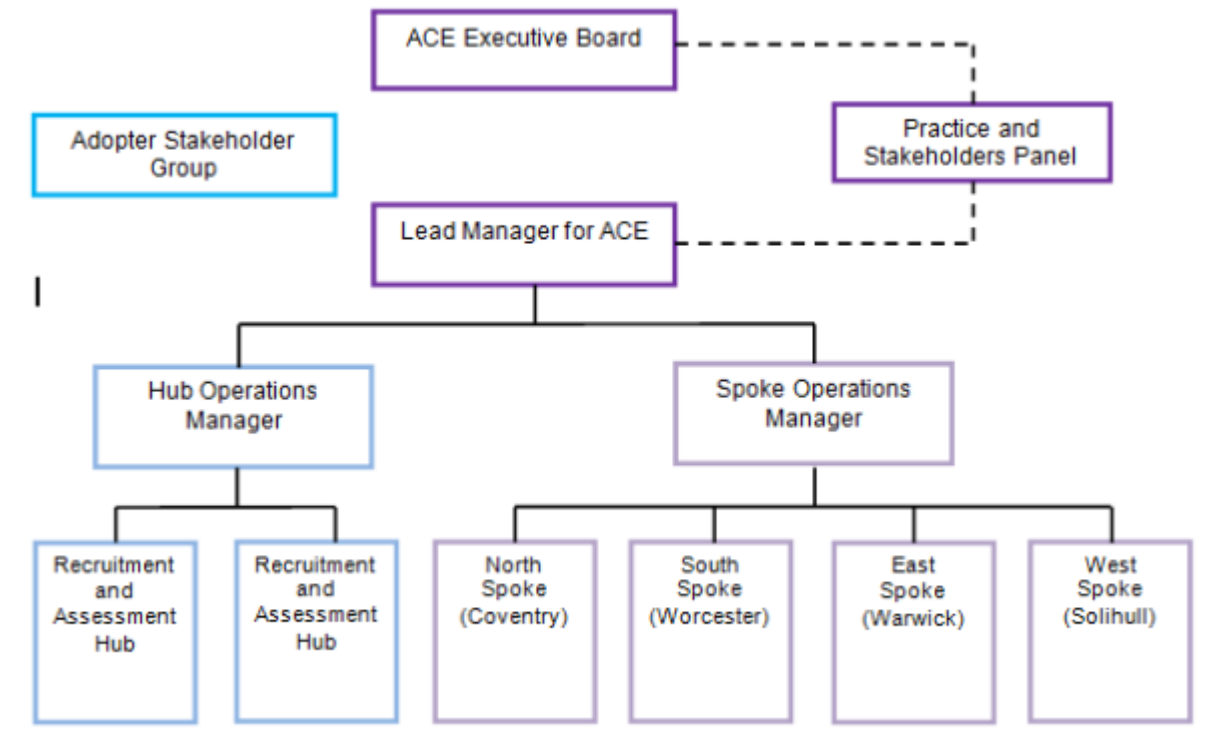 ACE Executive Board
Practice and
Stakeholders Panel
Adopter Stakeholder
Group
Lead Manager for ACE
Hub Operations
Manager
Spoke Operations
Manager
Recruitment
and
Assessment
Hub
Recruitment
and
Assessment
Hub
North
Spoke
(Coventry)
South
Spoke
(Worcester)
East
Spoke
(Warwick)
West
Spoke
(Solihull)